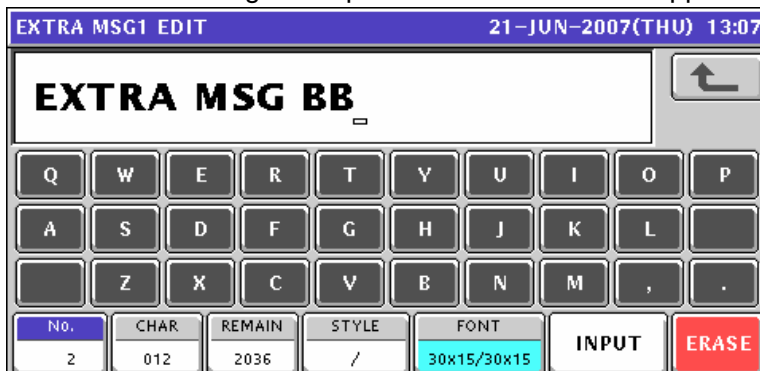 EXTRA MSG1 EDIT 21-JUN-2007(THU) 13:07
EXTRA MSG BB_
Q W E R T Y U I O P
A S D F G H J K L
Z X C V B N M , .
No. CHAR REMAIN STYLE FONT INPUT ERASE
2 012 2036 / 30x15/30x15